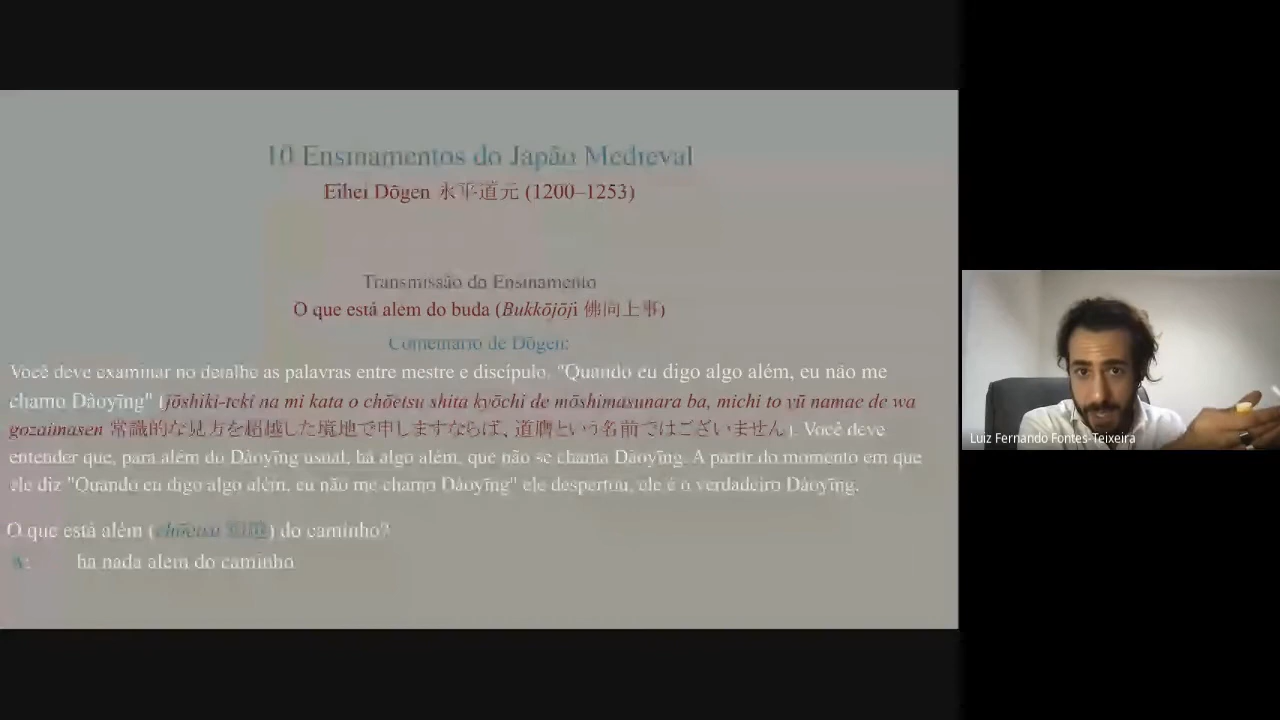 10 Ensinamentos do Japão Medieval
Eihei Dōgen 永平道元 (1200–1253)
Transmissão do Ensinamento
O que está além do buda (Bukkōjōji 佛向上事)
Comentário de Dōgen:
Você deve examinar no detalhe as palavras entre mestre e discípulo. "Quando eu digo algo além, eu não me
chamo Dàoyīng" (jōshiki-teki na mi kata o chōetsu shita kyōchi de mōshimasunara ba, michi to yū namae de wa
gozaimasen 常識的な見方を超越した境地で申しますならば、道膺という名前ではございません). Você deve
entender que, para além do Dàoyīng usual, há algo além, que não se chama Dàoyīng. A partir do momento em que
ele diz "Quando eu digo algo além, eu não me chamo Dàoyīng" ele despertou, ele é o verdadeiro Dàoyīng.
O que está além (chōetsu 超越) do caminho?
há nada além do caminho
Luiz Fernando Fontes-Teixeira